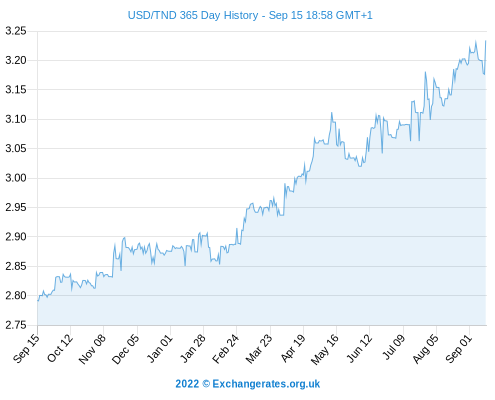 USD/TND 365 Day History - Sep 15 18:58 GMT+1
3.25
3.20
3.15
3.10
3.05
3.00
2.95
2.90
2.85
2.80
2.75
Sep 15
Oct 12
Nov 08
Dec 05
Jan 01
Jan 28
Feb 24
Mar 23
Apr 19
May 16
Jun 12
Jul 09
Aug 05
Sep 01
2022 © Exchangerates.org.uk